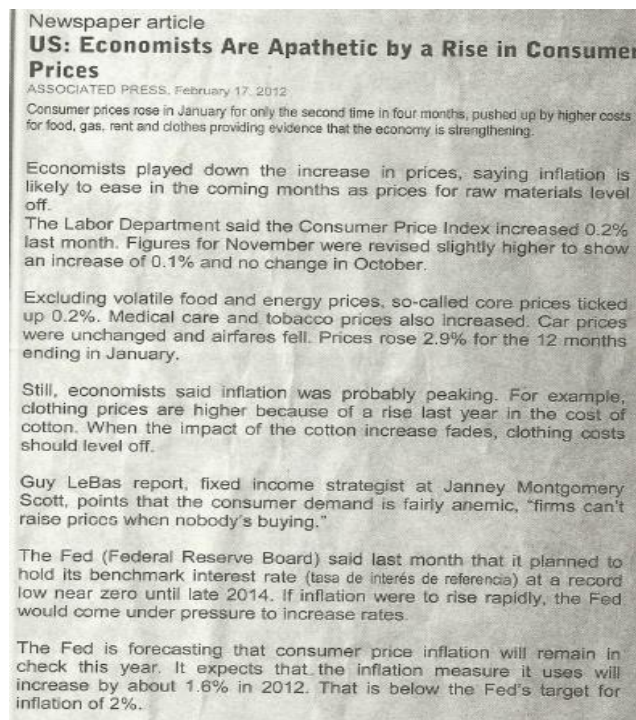 Newspaper article
US: Economists Are Apathetic by a Rise in Consumer
Prices
ASSOCIATED PRESS, February 17, 2012
Consumer prices rose in January for only the second time in four months, pushed up by higher costs
for food, gas, rent and clothes providing evidence that the economy is strengthening.
Economists played down the increase in prices, saying inflation is
likely to ease in the coming months as prices for raw materials level
off.
The Labor Department said the Consumer Price Index increased 0.2%
last month. Figures for November were revised slightly higher to show
an increase of 0.1% and no change in October.
Excluding volatile food and energy prices, so-called core prices ticked
up 0.2%. Medical care and tobacco prices also increased. Car prices
were unchanged and airfares fell. Prices rose 2.9% for the 12 months
ending in January.
Still, economists said inflation was probably peaking. For example,
clothing prices are higher because of a rise last year in the cost of
cotton. When the impact of the cotton increase fades, clothing costs
should level off.
Guy LeBas report, fixed income strategist at Janney Montgomery
Scott, points that the consumer demand is fairly anemic, “firms can't
raise prices when nobody's buying.”
The Fed (Federal Reserve Board) said last month that it planned to
hold its benchmark interest rate (tasa de interés de referencia) at a record
low near zero until late 2014. If inflation were to rise rapidly, the Fed
would come under pressure to increase rates.
The Fed is forecasting that consumer price inflation will remain in
check this year. It expects that the inflation measure it uses will
increase by about 1.6% in 2012. That is below the Fed's target for
inflation of 2%.